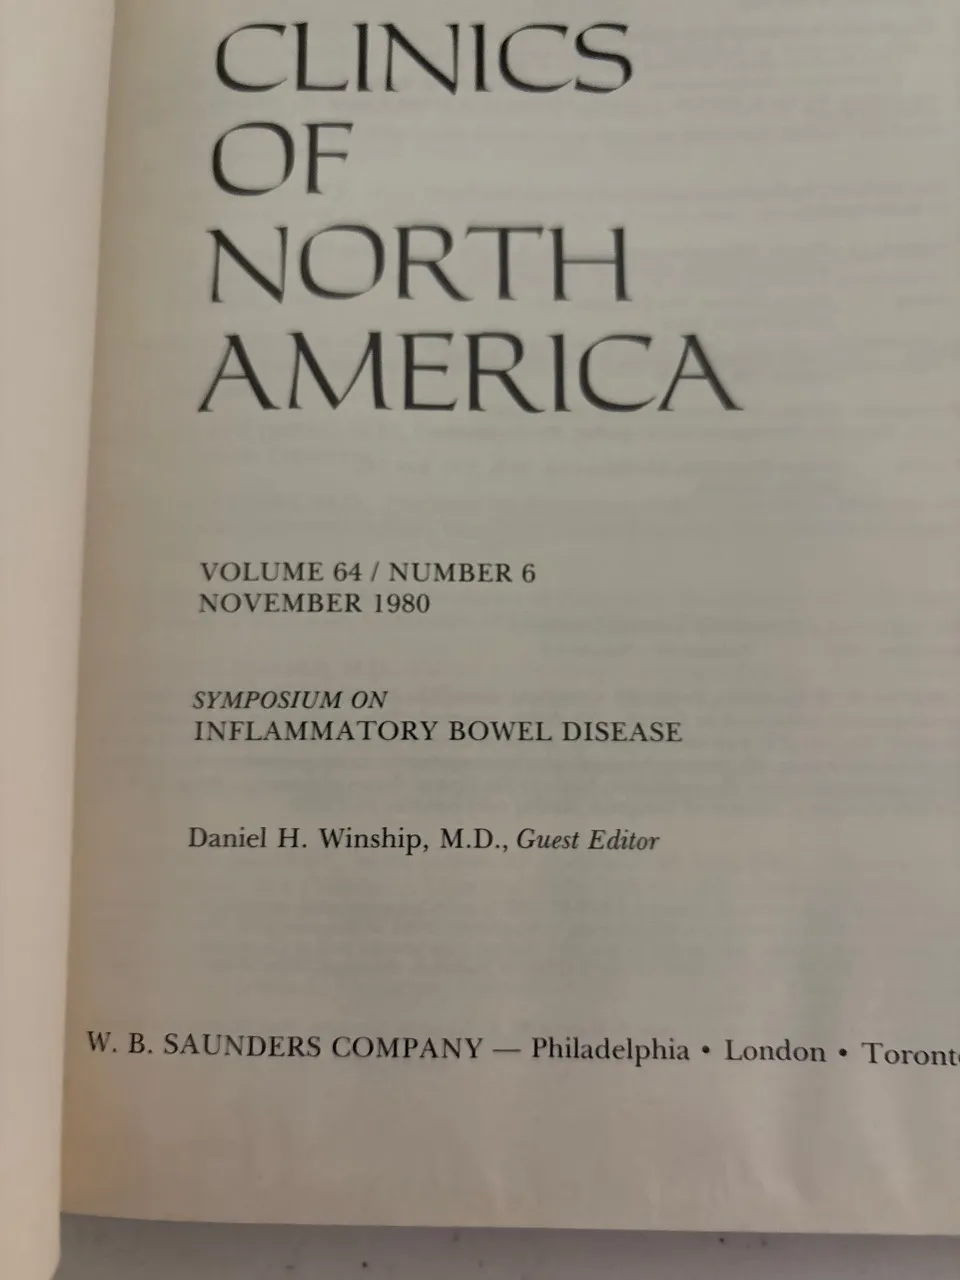 CLINICS
OF
NORTH
AMERICA
VOLUME 64 / NUMBER 6
NOVEMBER 1980
SYMPOSIUM ON
INFLAMMATORY BOWEL DISEASE
Daniel H. Winship, M.D., Guest Editor
W. B. SAUNDERS COMPANY — Philadelphia • London • Toronto